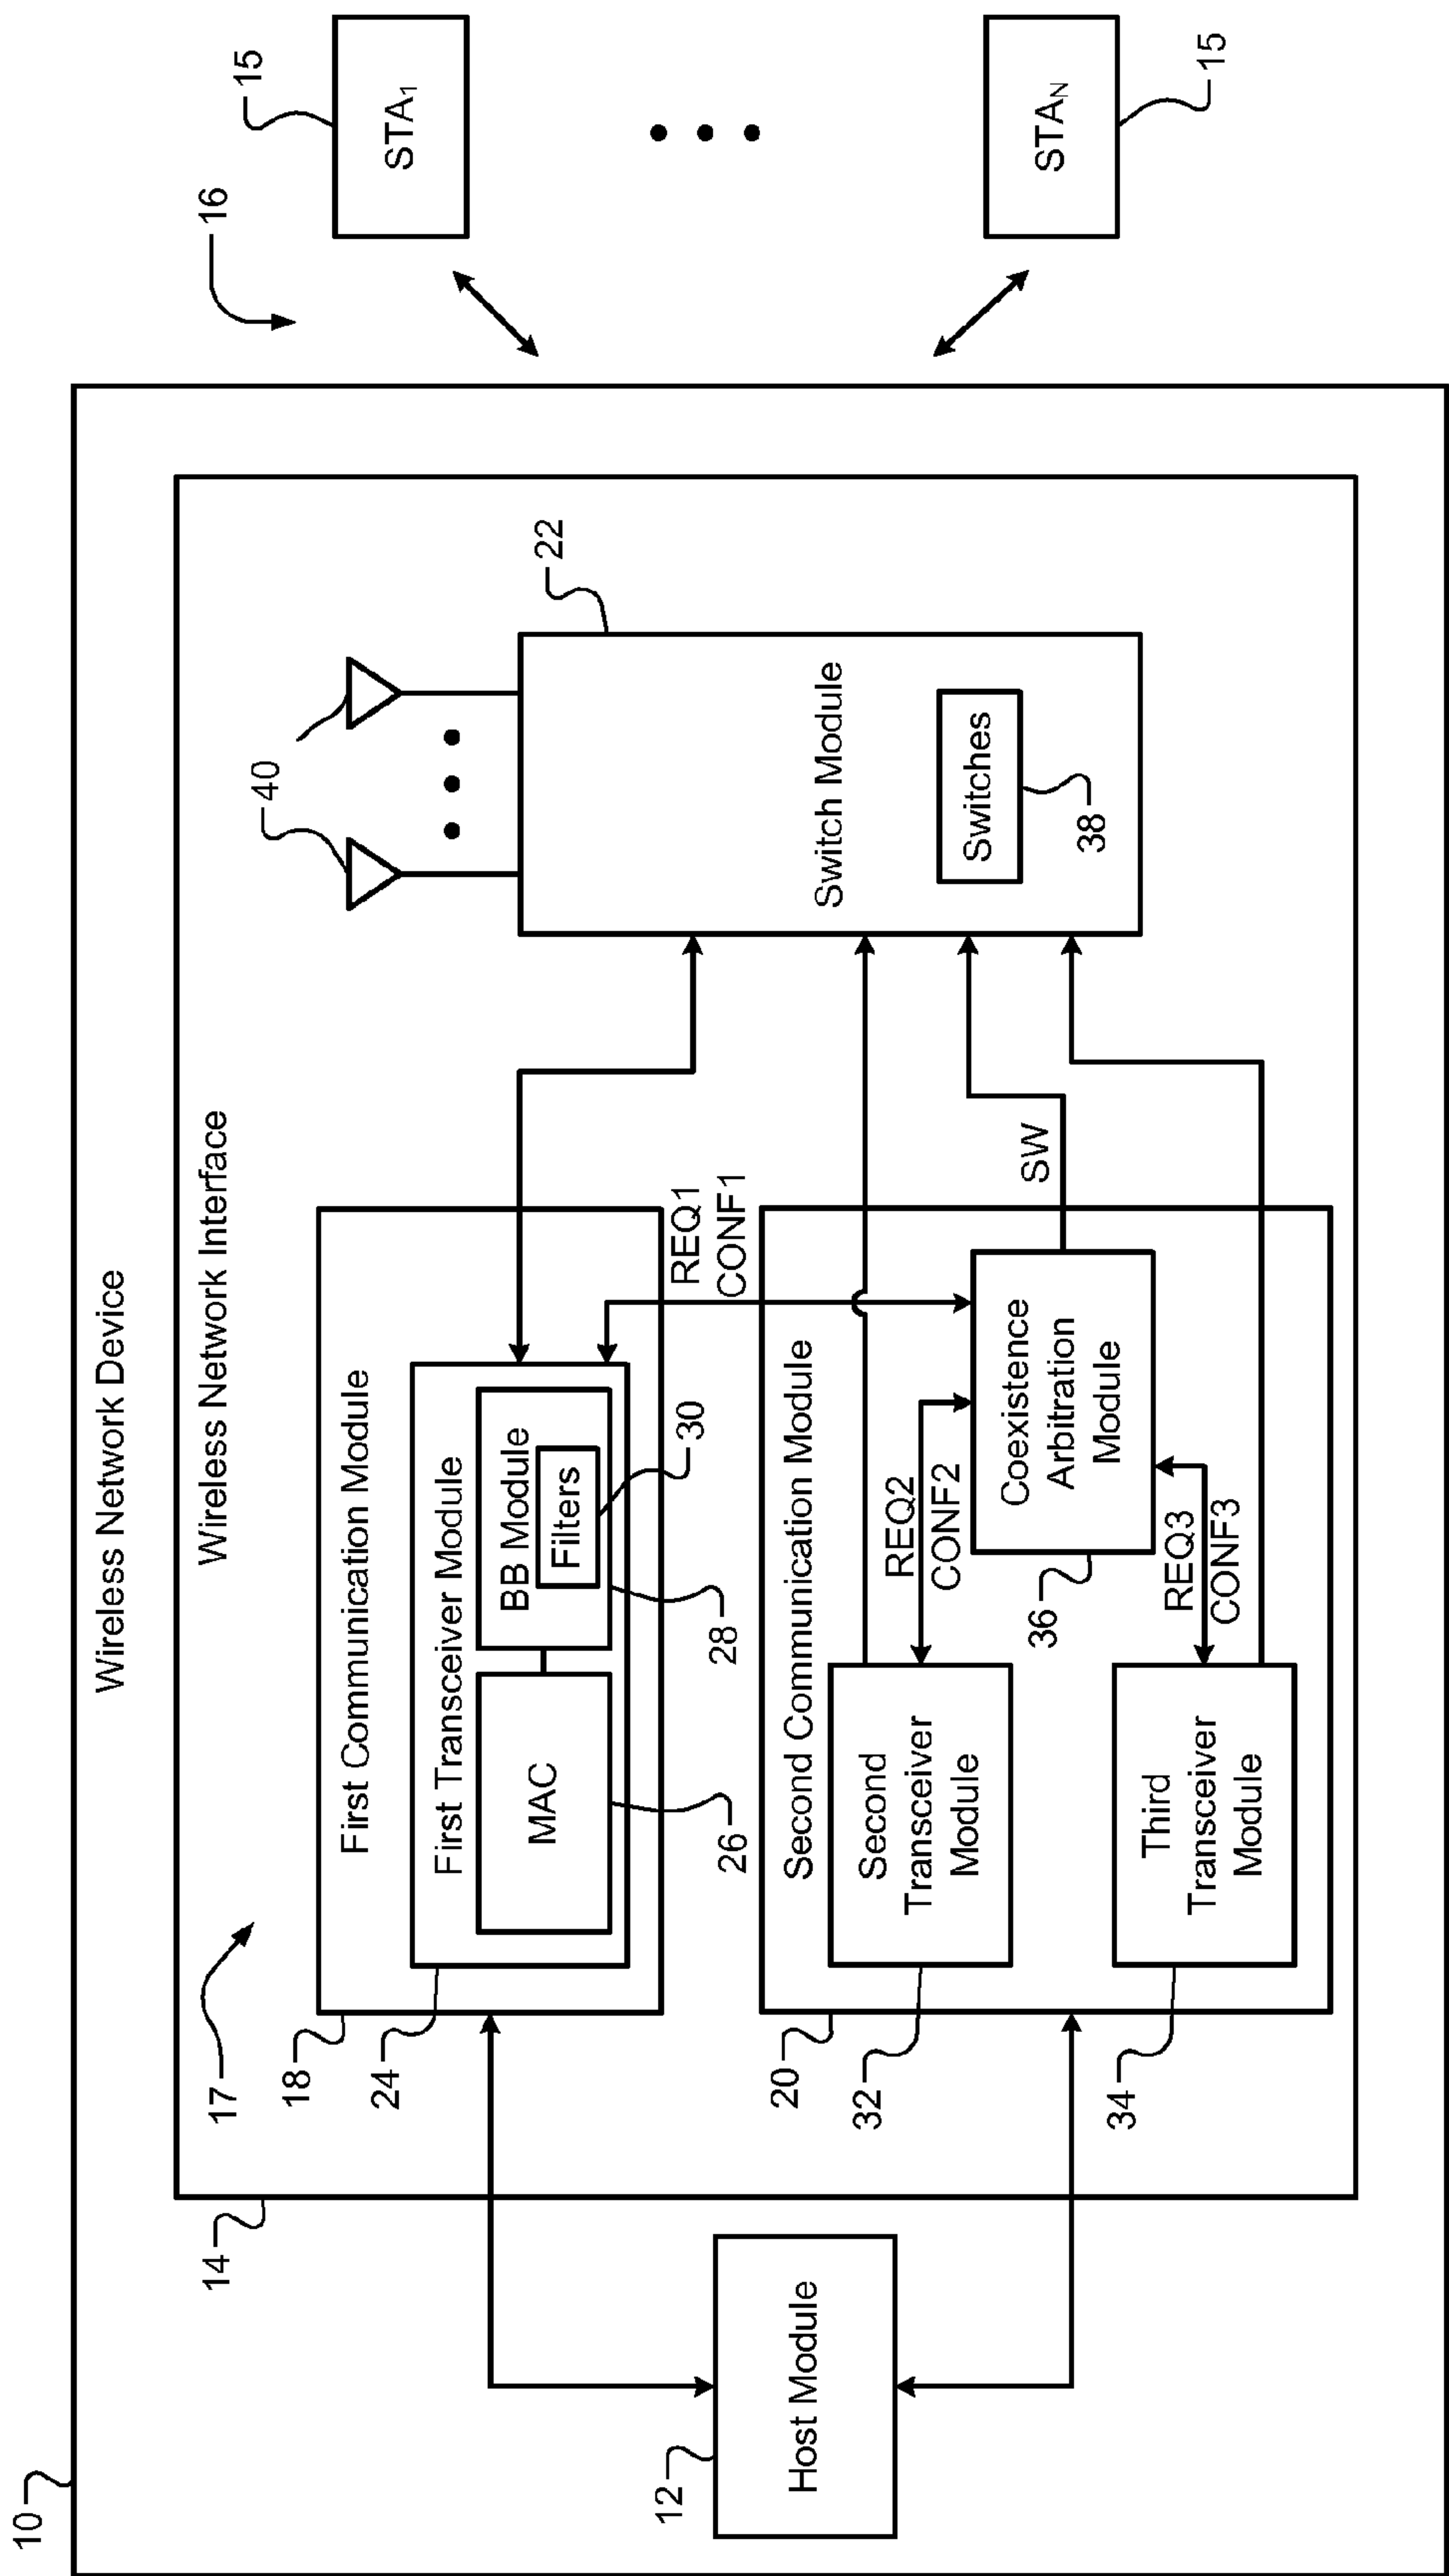 10
Wireless Network Device
14
Wireless Network Interface
17
16
12
Host Module
18
First Communication Module
24
First Transceiver Module
MAC
26
BB Module
Filters
28
30
REQ1
CONF1
20
Second Communication Module
32
Second
Transceiver
Module
34
Third
Transceiver
Module
REQ2
CONF2
REQ3
CONF3
36
Coexistence
Arbitration
Module
SW
40
22
Switch Module
Switches
38
15
STA1
STAN
15